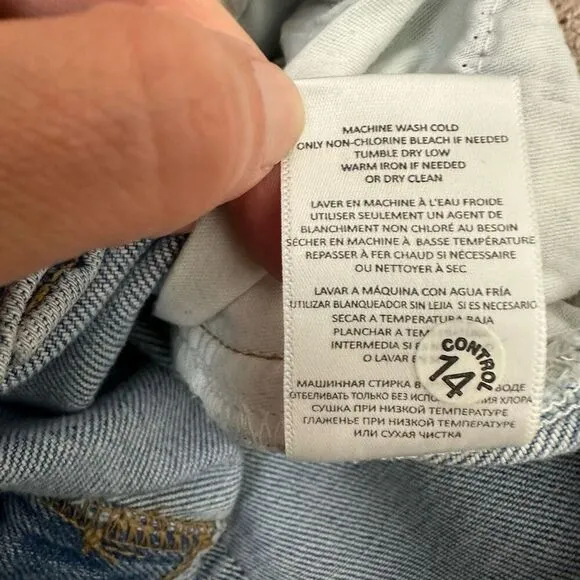 MACHINE WASH COLD
ONLY NON-CHLORINE BLEACH IF NEEDED
TUMBLE DRY LOW
WARM IRON IF NEEDED
OR DRY CLEAN
LAVER EN MACHINE À L'EAU FROIDE
UTILISER SEULEMENT UN AGENT DE
BLANCHIMENT NON CHLORÉ AU BESOIN
SÉCHER EN MACHINE À BASSE TEMPÉRATURE
REPASSER À FER CHAUD SI NÉCESSAIRE
OU NETTOYER À SEC
LAVAR A MÁQUINA CON AGUA FRÍA
UTILIZAR BLANQUEADOR SIN LEJIA SI ES NECESARIO
SECAR A TEMPERATURA BAJA
PLANCHAR A
INTERMEDIA SI
O LAVAR
CONTROL
14
МАШИННАЯ СТИРКА В ВОДЕ
ОТБЕЛИВАТЬ ТОЛЬКО БЕЗ ХЛОРА
СУШКА ПРИ НИЗКОЙ ТЕМПЕРАТУРЕ
ГЛАЖЕНЬЕ ПРИ НИЗКОЙ ТЕМПЕРАТУРЕ
ИЛИ СУХАЯ ЧИСТКА